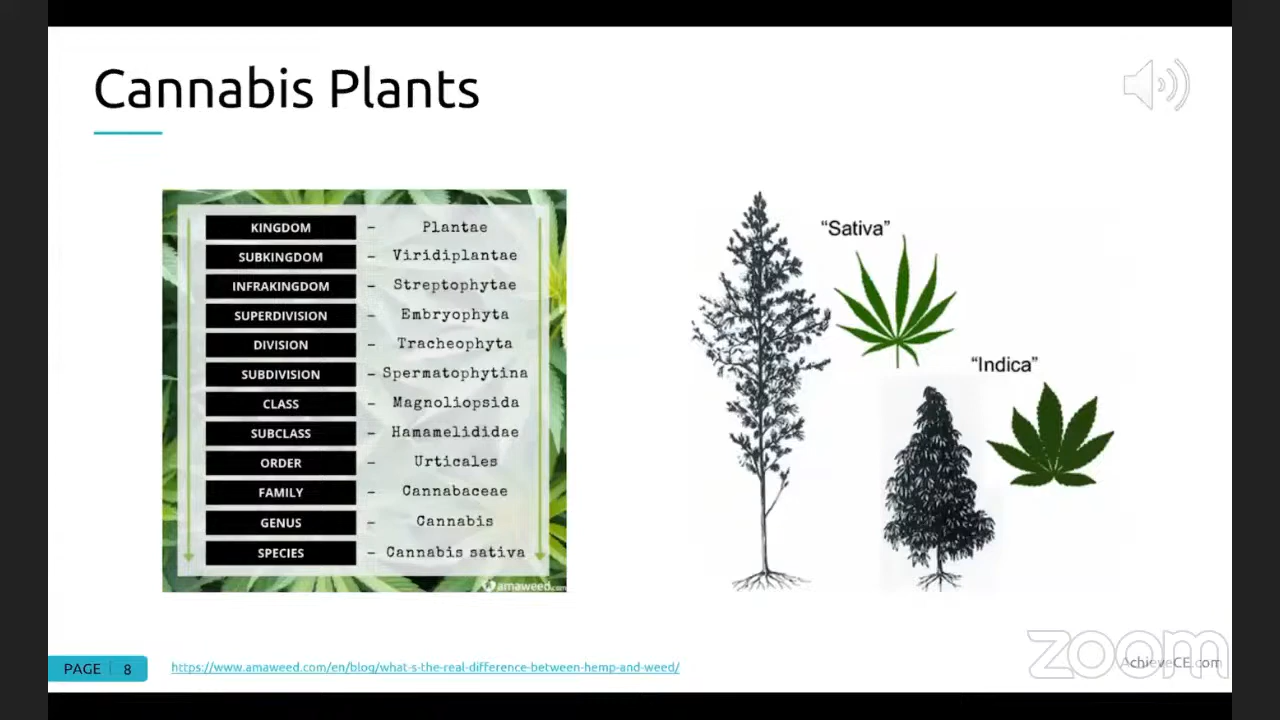 Cannabis Plants
KINGDOM – Plantae
SUBKINGDOM – Viridiplantae
INFRAKINGDOM – Streptophytae
SUPERDIVISION – Embryophyta
DIVISION – Tracheophyta
SUBDIVISION – Spermatophytina
CLASS – Magnoliopsida
SUBCLASS – Hamamelididae
ORDER – Urticales
FAMILY – Cannabaceae
GENUS – Cannabis
SPECIES – Cannabis sativa
amaweed.com
“Sativa”
“Indica”
PAGE 8
https://www.amaweed.com/en/blog/what-s-the-real-difference-between-hemp-and-weed/
AchieveCE.com
zoom